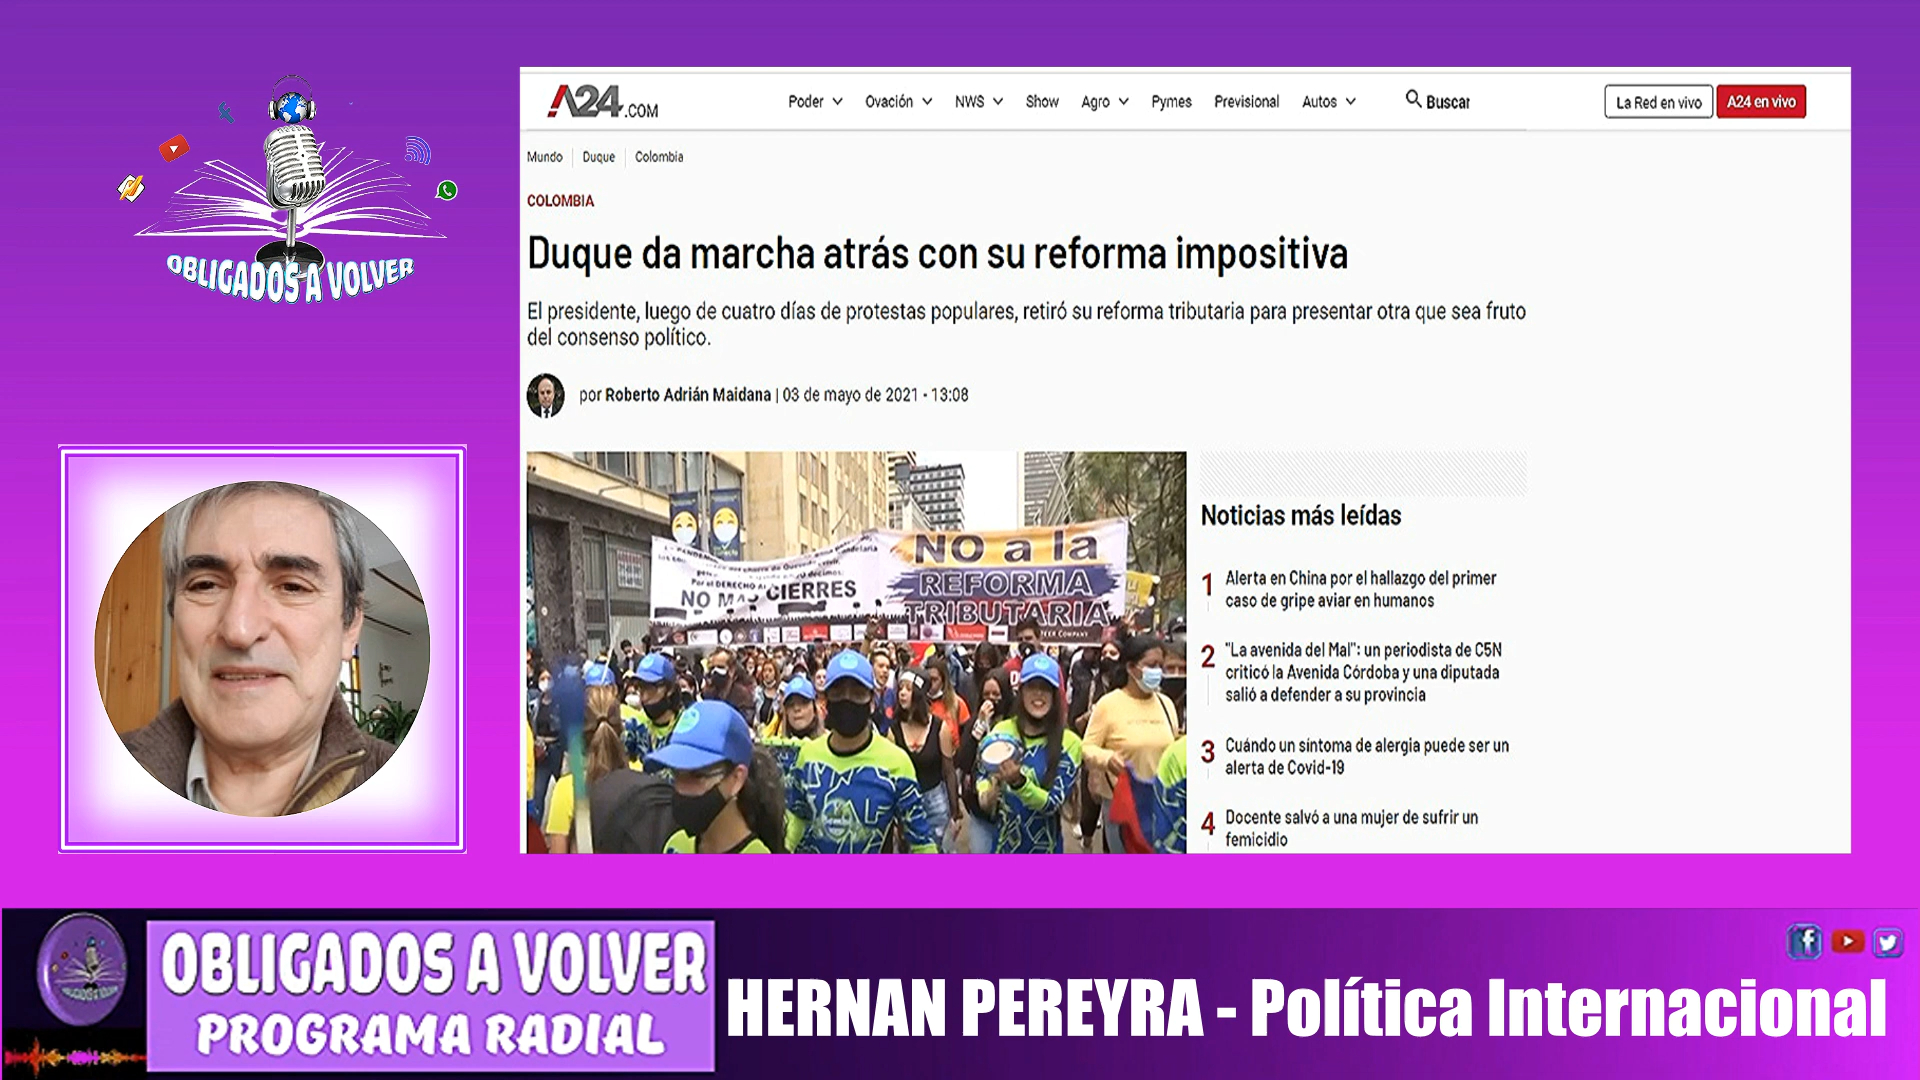 OBLIGADOS A VOLVER
A24.COM
Poder
Ovación
NWS
Show
Agro
Pymes
Previsional
Autos
Buscar
La Red en vivo
A24 en vivo
Mundo
Duque
Colombia
COLOMBIA
Duque da marcha atrás con su reforma impositiva
El presidente, luego de cuatro días de protestas populares, retiró su reforma tributaria para presentar otra que sea fruto
del consenso político.
por Roberto Adrián Maidana | 03 de mayo de 2021 - 13:08
Por el DERECHO AL
NO MAS CIERRES
NO a la
REFORMA
TRIBUTARIA
Noticias más leídas
1
Alerta en China por el hallazgo del primer
caso de gripe aviar en humanos
2
"La avenida del Mal": un periodista de C5N
criticó la Avenida Córdoba y una diputada
salió a defender a su provincia
3
Cuándo un síntoma de alergia puede ser un
alerta de Covid-19
4
Docente salvó a una mujer de sufrir un
femicidio
OBLIGADOS A VOLVER
PROGRAMA RADIAL
HERNAN PEREYRA - Política Internacional